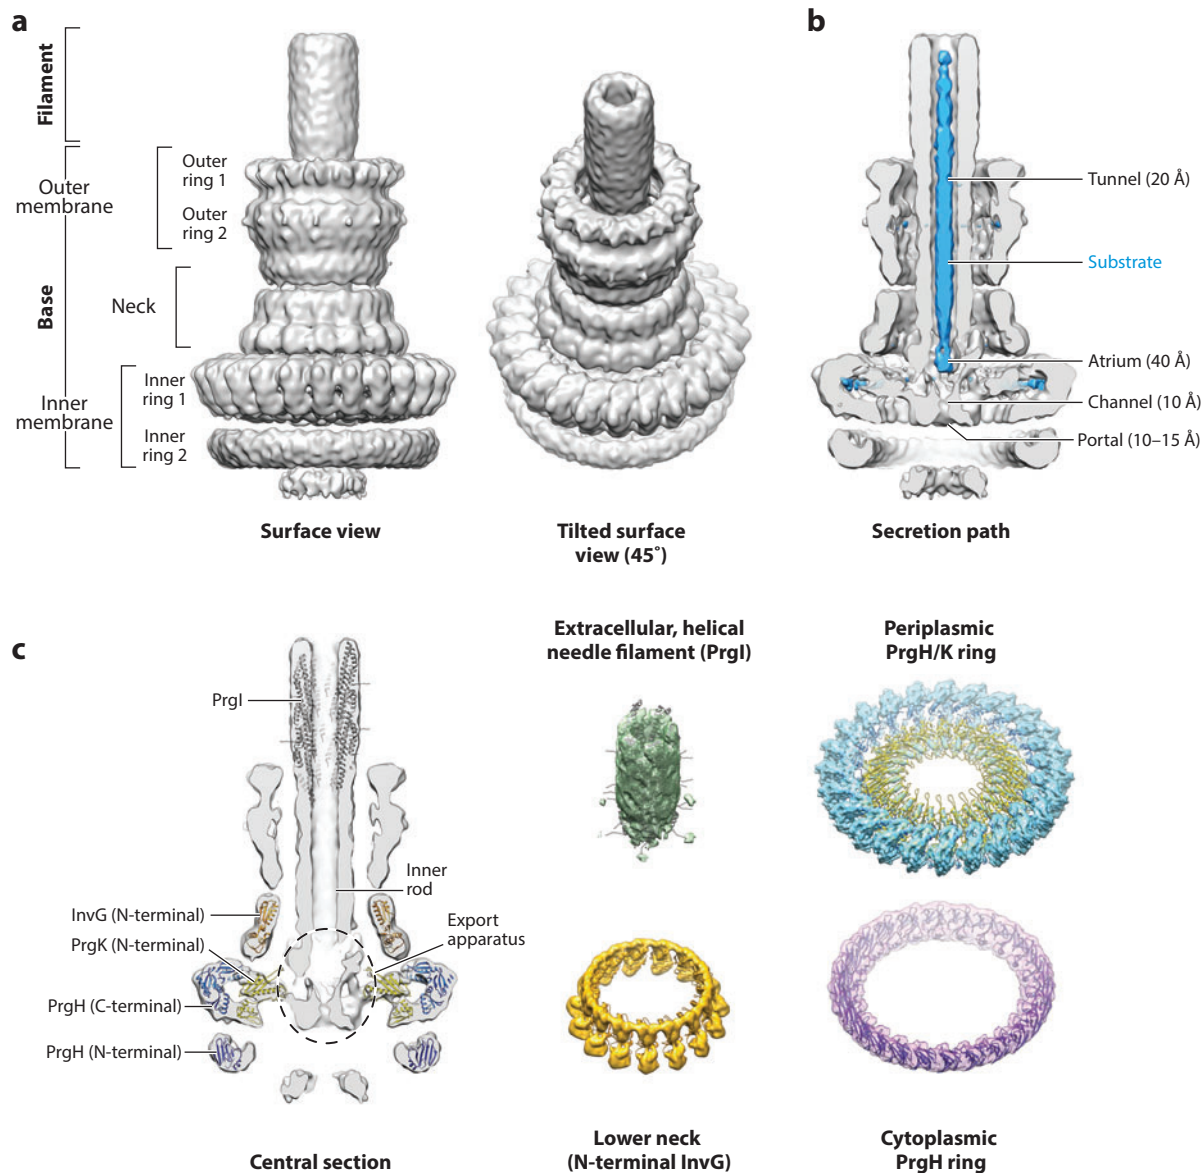 a
Filament
Base
Outer
membrane
Outer
ring 1
Outer
ring 2
Neck
Inner
membrane
Inner
ring 1
Inner
ring 2
Surface view
Tilted surface
view (45˚)
b
Tunnel (20 Å)
Substrate
Atrium (40 Å)
Channel (10 Å)
Portal (10–15 Å)
Secretion path
c
PrgI
InvG (N-terminal)
PrgK (N-terminal)
PrgH (C-terminal)
PrgH (N-terminal)
Inner
rod
Export
apparatus
Central section
Extracellular, helical
needle filament (PrgI)
Periplasmic
PrgH/K ring
Lower neck
(N-terminal InvG)
Cytoplasmic
PrgH ring